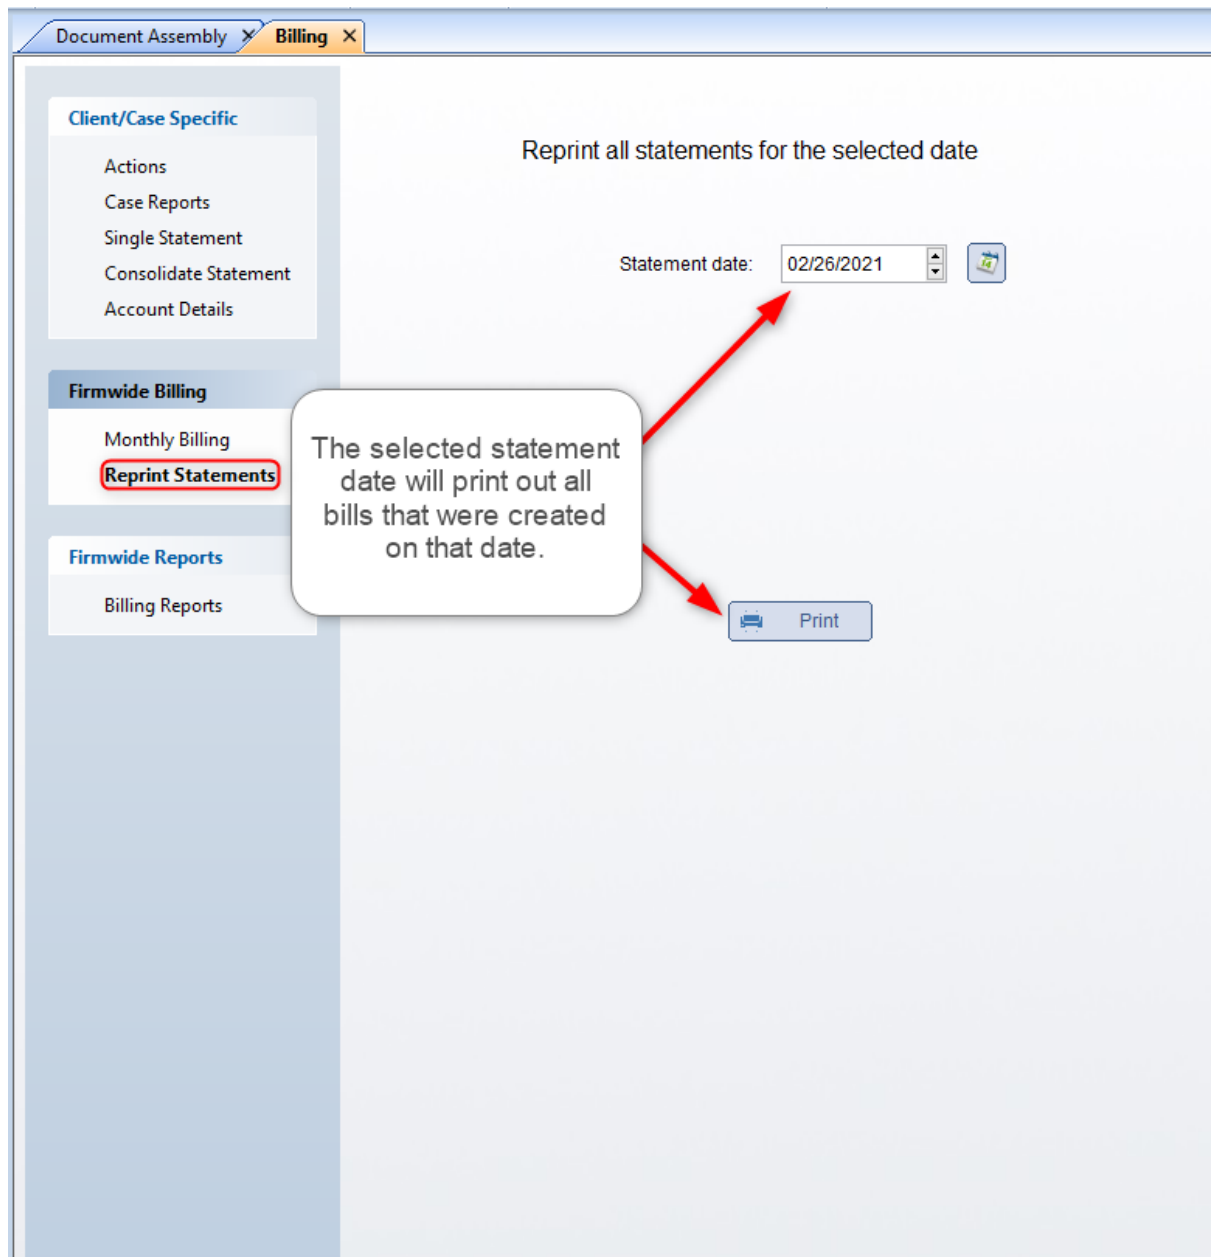 Document Assembly
Billing
Client/Case Specific
Actions
Case Reports
Single Statement
Consolidate Statement
Account Details
Firmwide Billing
Monthly Billing
Reprint Statements
Firmwide Reports
Billing Reports
Reprint all statements for the selected date
Statement date: 02/26/2021
The selected statement
date will print out all
bills that were created
on that date.
Print